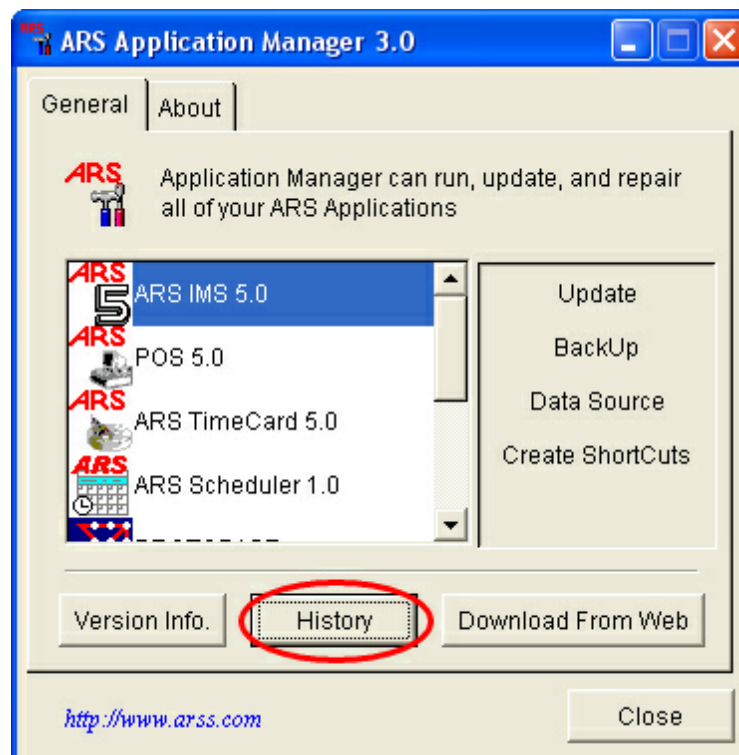 ARS ARS Application Manager 3.0
General About
ARS Application Manager can run, update, and repair
all of your ARS Applications
ARS 5 ARS IMS 5.0
ARS POS 5.0
ARS ARS TimeCard 5.0
ARS ARS Scheduler 1.0
Update
BackUp
Data Source
Create ShortCuts
Version Info. History Download From Web
http://www.arss.com Close